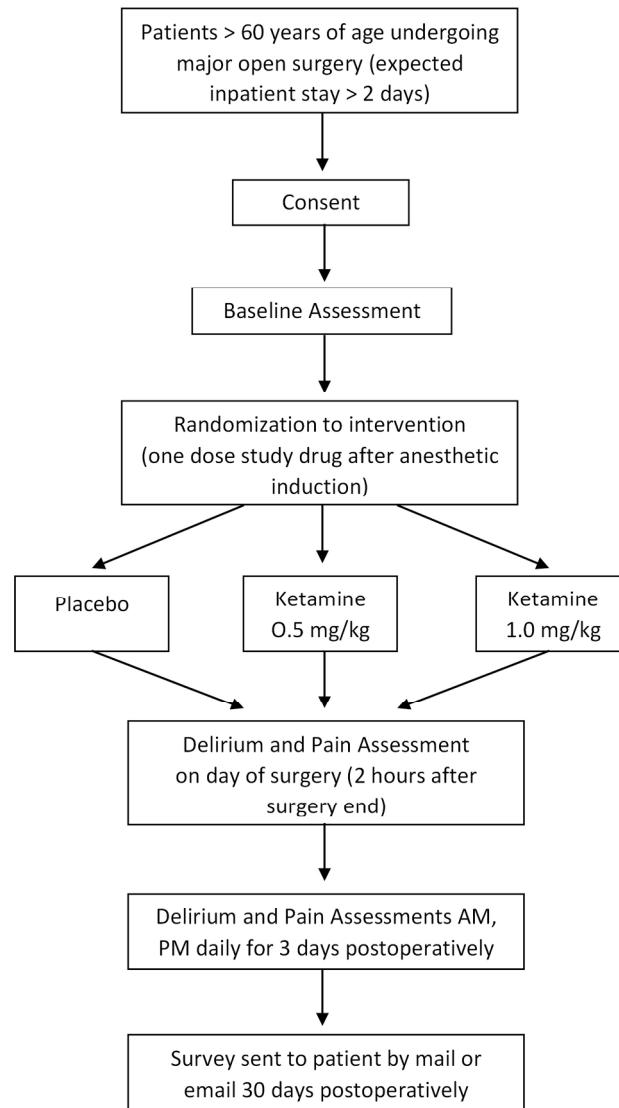 Patients > 60 years of age undergoing
major open surgery (expected
inpatient stay > 2 days)
Consent
Baseline Assessment
Randomization to intervention
(one dose study drug after anesthetic
induction)
Placebo
Ketamine
O.5 mg/kg
Ketamine
1.0 mg/kg
Delirium and Pain Assessment
on day of surgery (2 hours after
surgery end)
Delirium and Pain Assessments AM,
PM daily for 3 days postoperatively
Survey sent to patient by mail or
email 30 days postoperatively